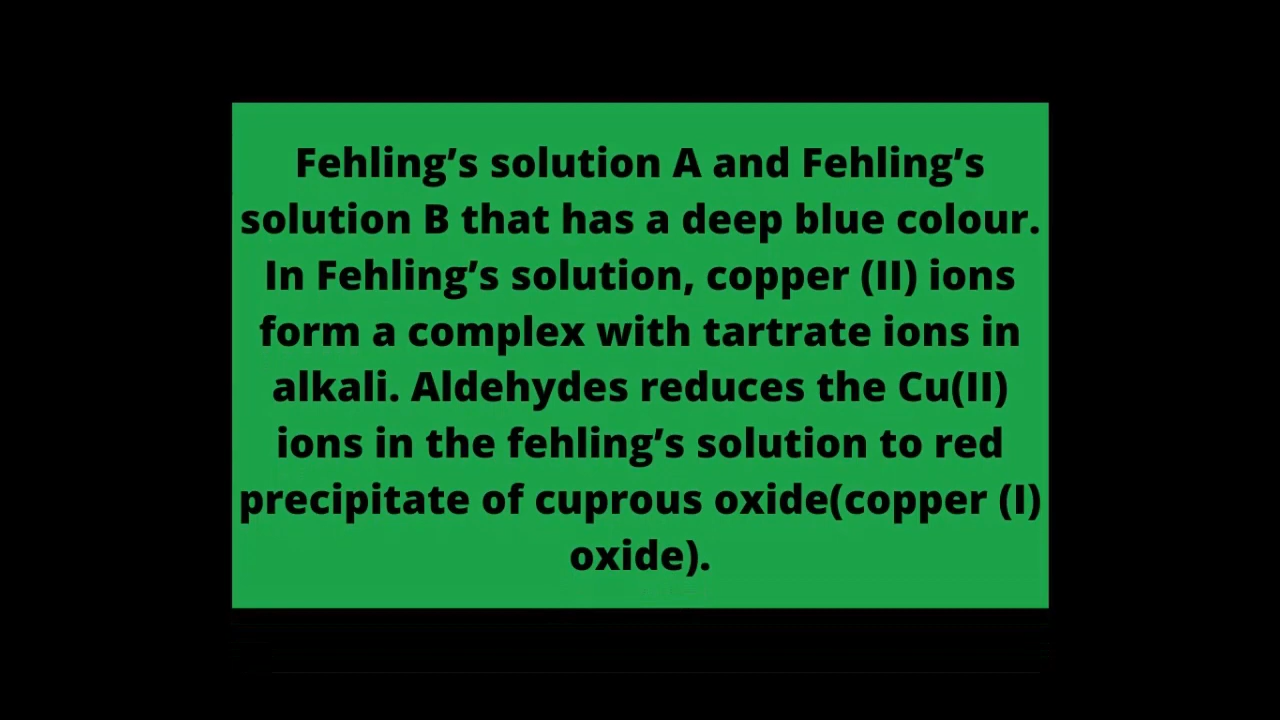 Fehling’s solution A and Fehling’s
solution B that has a deep blue colour.
In Fehling’s solution, copper (II) ions
form a complex with tartrate ions in
alkali. Aldehydes reduces the Cu(II)
ions in the fehling’s solution to red
precipitate of cuprous oxide(copper (I)
oxide).